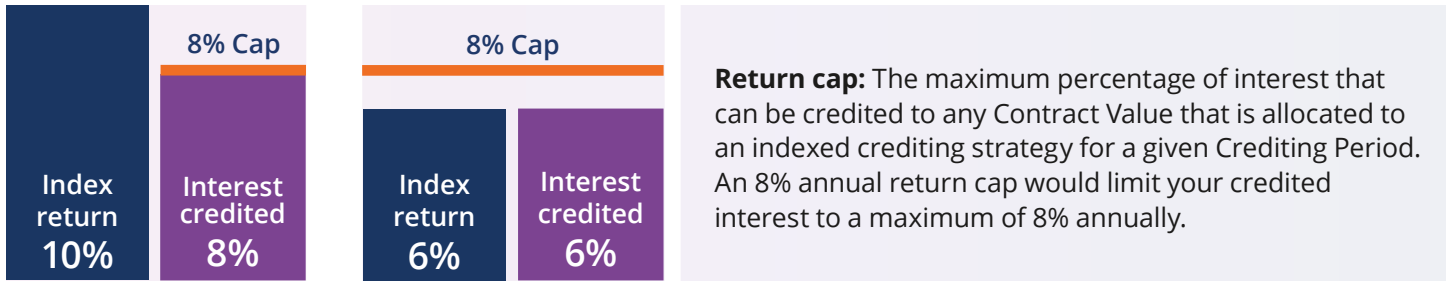 8% Cap
Index
return
10%
Interest
credited
8%
8% Cap
Index
return
6%
Interest
credited
6%
Return cap: The maximum percentage of interest that
can be credited to any Contract Value that is allocated to
an indexed crediting strategy for a given Crediting Period.
An 8% annual return cap would limit your credited
interest to a maximum of 8% annually.